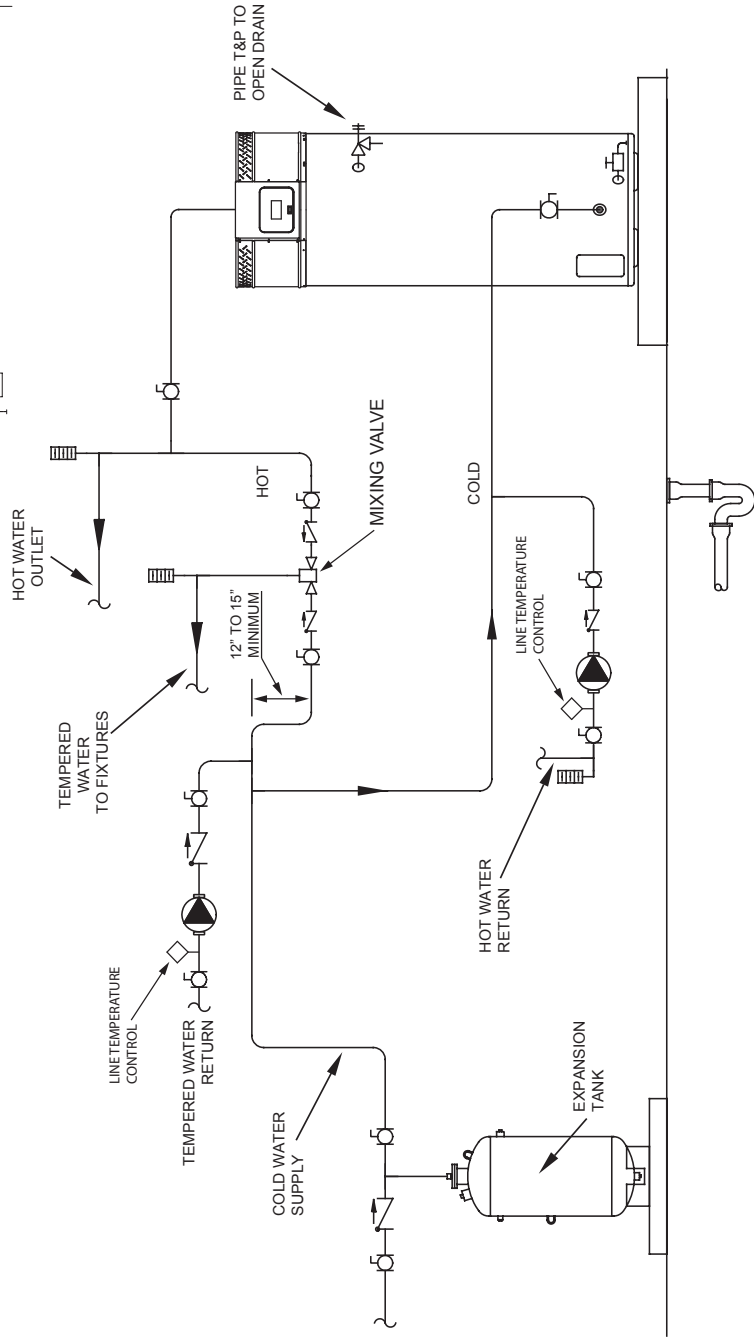 HOT WATER
OUTLET
TEMPERED
WATER
TO FIXTURES
LINE TEMPERATURE
CONTROL
TEMPERED WATER
RETURN
COLD WATER
SUPPLY
12" TO 15"
MINIMUM
HOT
MIXING VALVE
PIPE T&P TO
OPEN DRAIN
COLD
LINE TEMPERATURE
CONTROL
HOT WATER
RETURN
EXPANSION
TANK